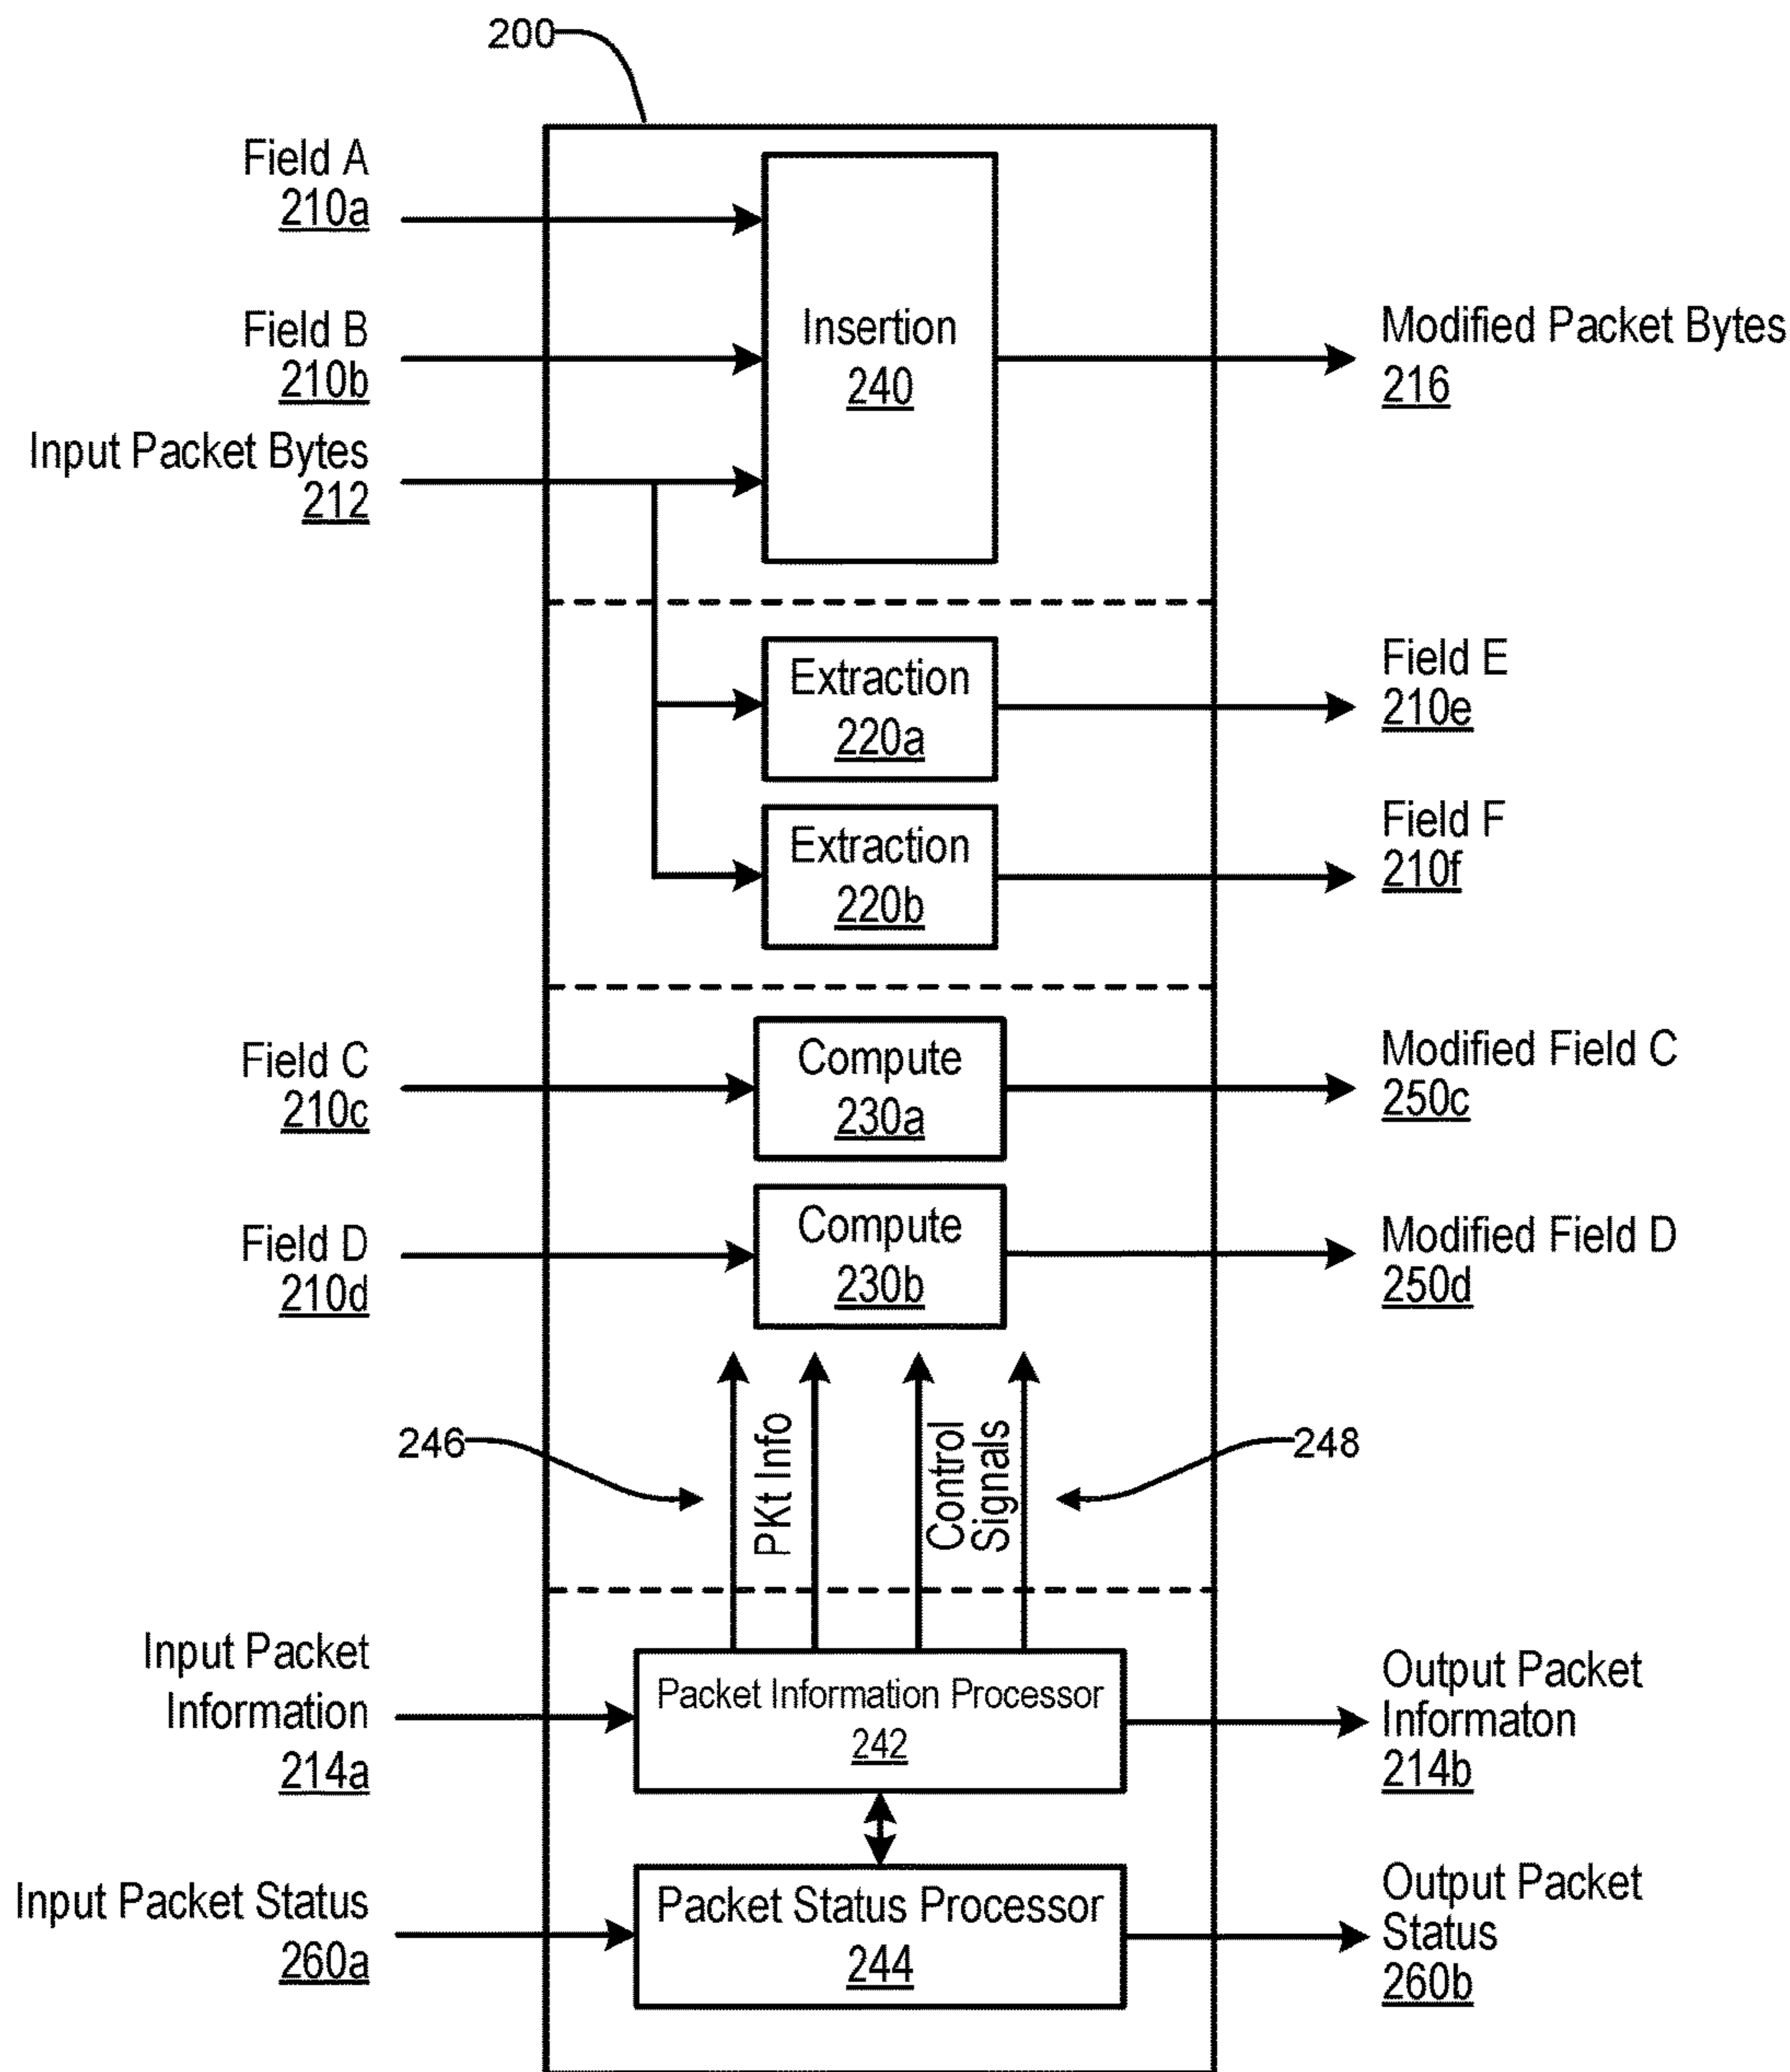 200
Field A
210a
Field B
210b
Insertion
240
Modified Packet Bytes
216
Input Packet Bytes
212
Extraction
220a
Field E
210e
Extraction
220b
Field F
210f
Field C
210c
Compute
230a
Modified Field C
250c
Field D
210d
Compute
230b
Modified Field D
250d
246
PKt Info
Control
Signals
248
Input Packet
Information
214a
Packet Information Processor
242
Output Packet
Informaton
214b
Input Packet Status
260a
Packet Status Processor
244
Output Packet
Status
260b